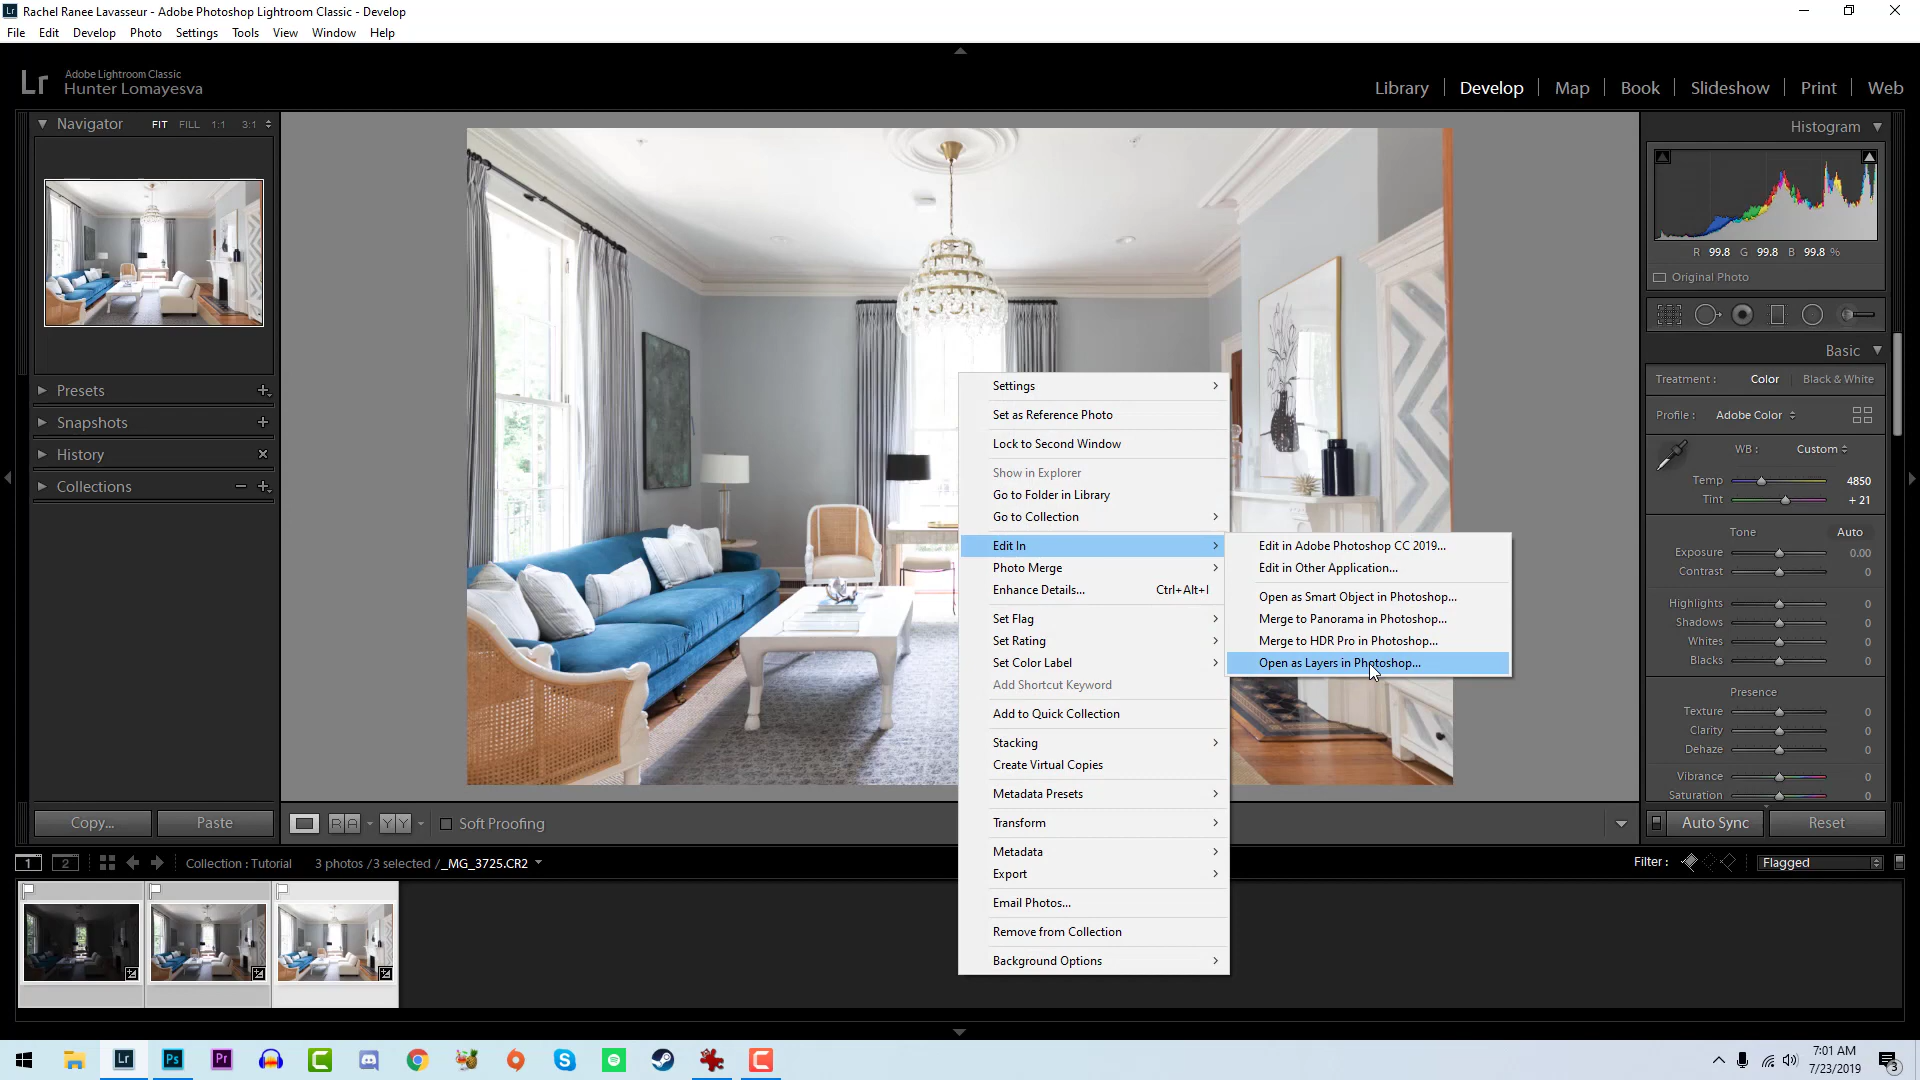 Rachel Ranee Lavasseur - Adobe Photoshop Lightroom Classic - Develop
File Edit Develop Photo Settings Tools View Window Help
Lr Adobe Lightroom Classic
Hunter Lomayesva
Library Develop Map Book Slideshow Print Web
Navigator FIT FILL 1:1 3:1
Presets
Snapshots
History
Collections
Copy... Paste
Settings
Set as Reference Photo
Lock to Second Window
Show in Explorer
Go to Folder in Library
Go to Collection
Edit In
Photo Merge
Enhance Details... Ctrl+Alt+I
Set Flag
Set Rating
Set Color Label
Add Shortcut Keyword
Add to Quick Collection
Stacking
Create Virtual Copies
Metadata Presets
Transform
Metadata
Export
Email Photos...
Remove from Collection
Background Options
Edit in Adobe Photoshop CC 2019...
Edit in Other Application...
Open as Smart Object in Photoshop...
Merge to Panorama in Photoshop...
Merge to HDR Pro in Photoshop...
Open as Layers in Photoshop...
Histogram
R 99.8 G 99.8 B 99.8 %
Original Photo
Basic
Treatment : Color Black & White
Profile : Adobe Color
WB : Custom
Temp 4850
Tint + 21
Tone Auto
Exposure 0.00
Contrast 0
Highlights 0
Shadows 0
Whites 0
Blacks 0
Presence
Texture 0
Clarity 0
Dehaze 0
Vibrance 0
Saturation 0
Auto Sync Reset
RA YY Soft Proofing
1 2 Collection : Tutorial 3 photos /3 selected /_MG_3725.CR2
Filter : Flagged
Lr Ps Pr
7:01 AM
7/23/2019
3